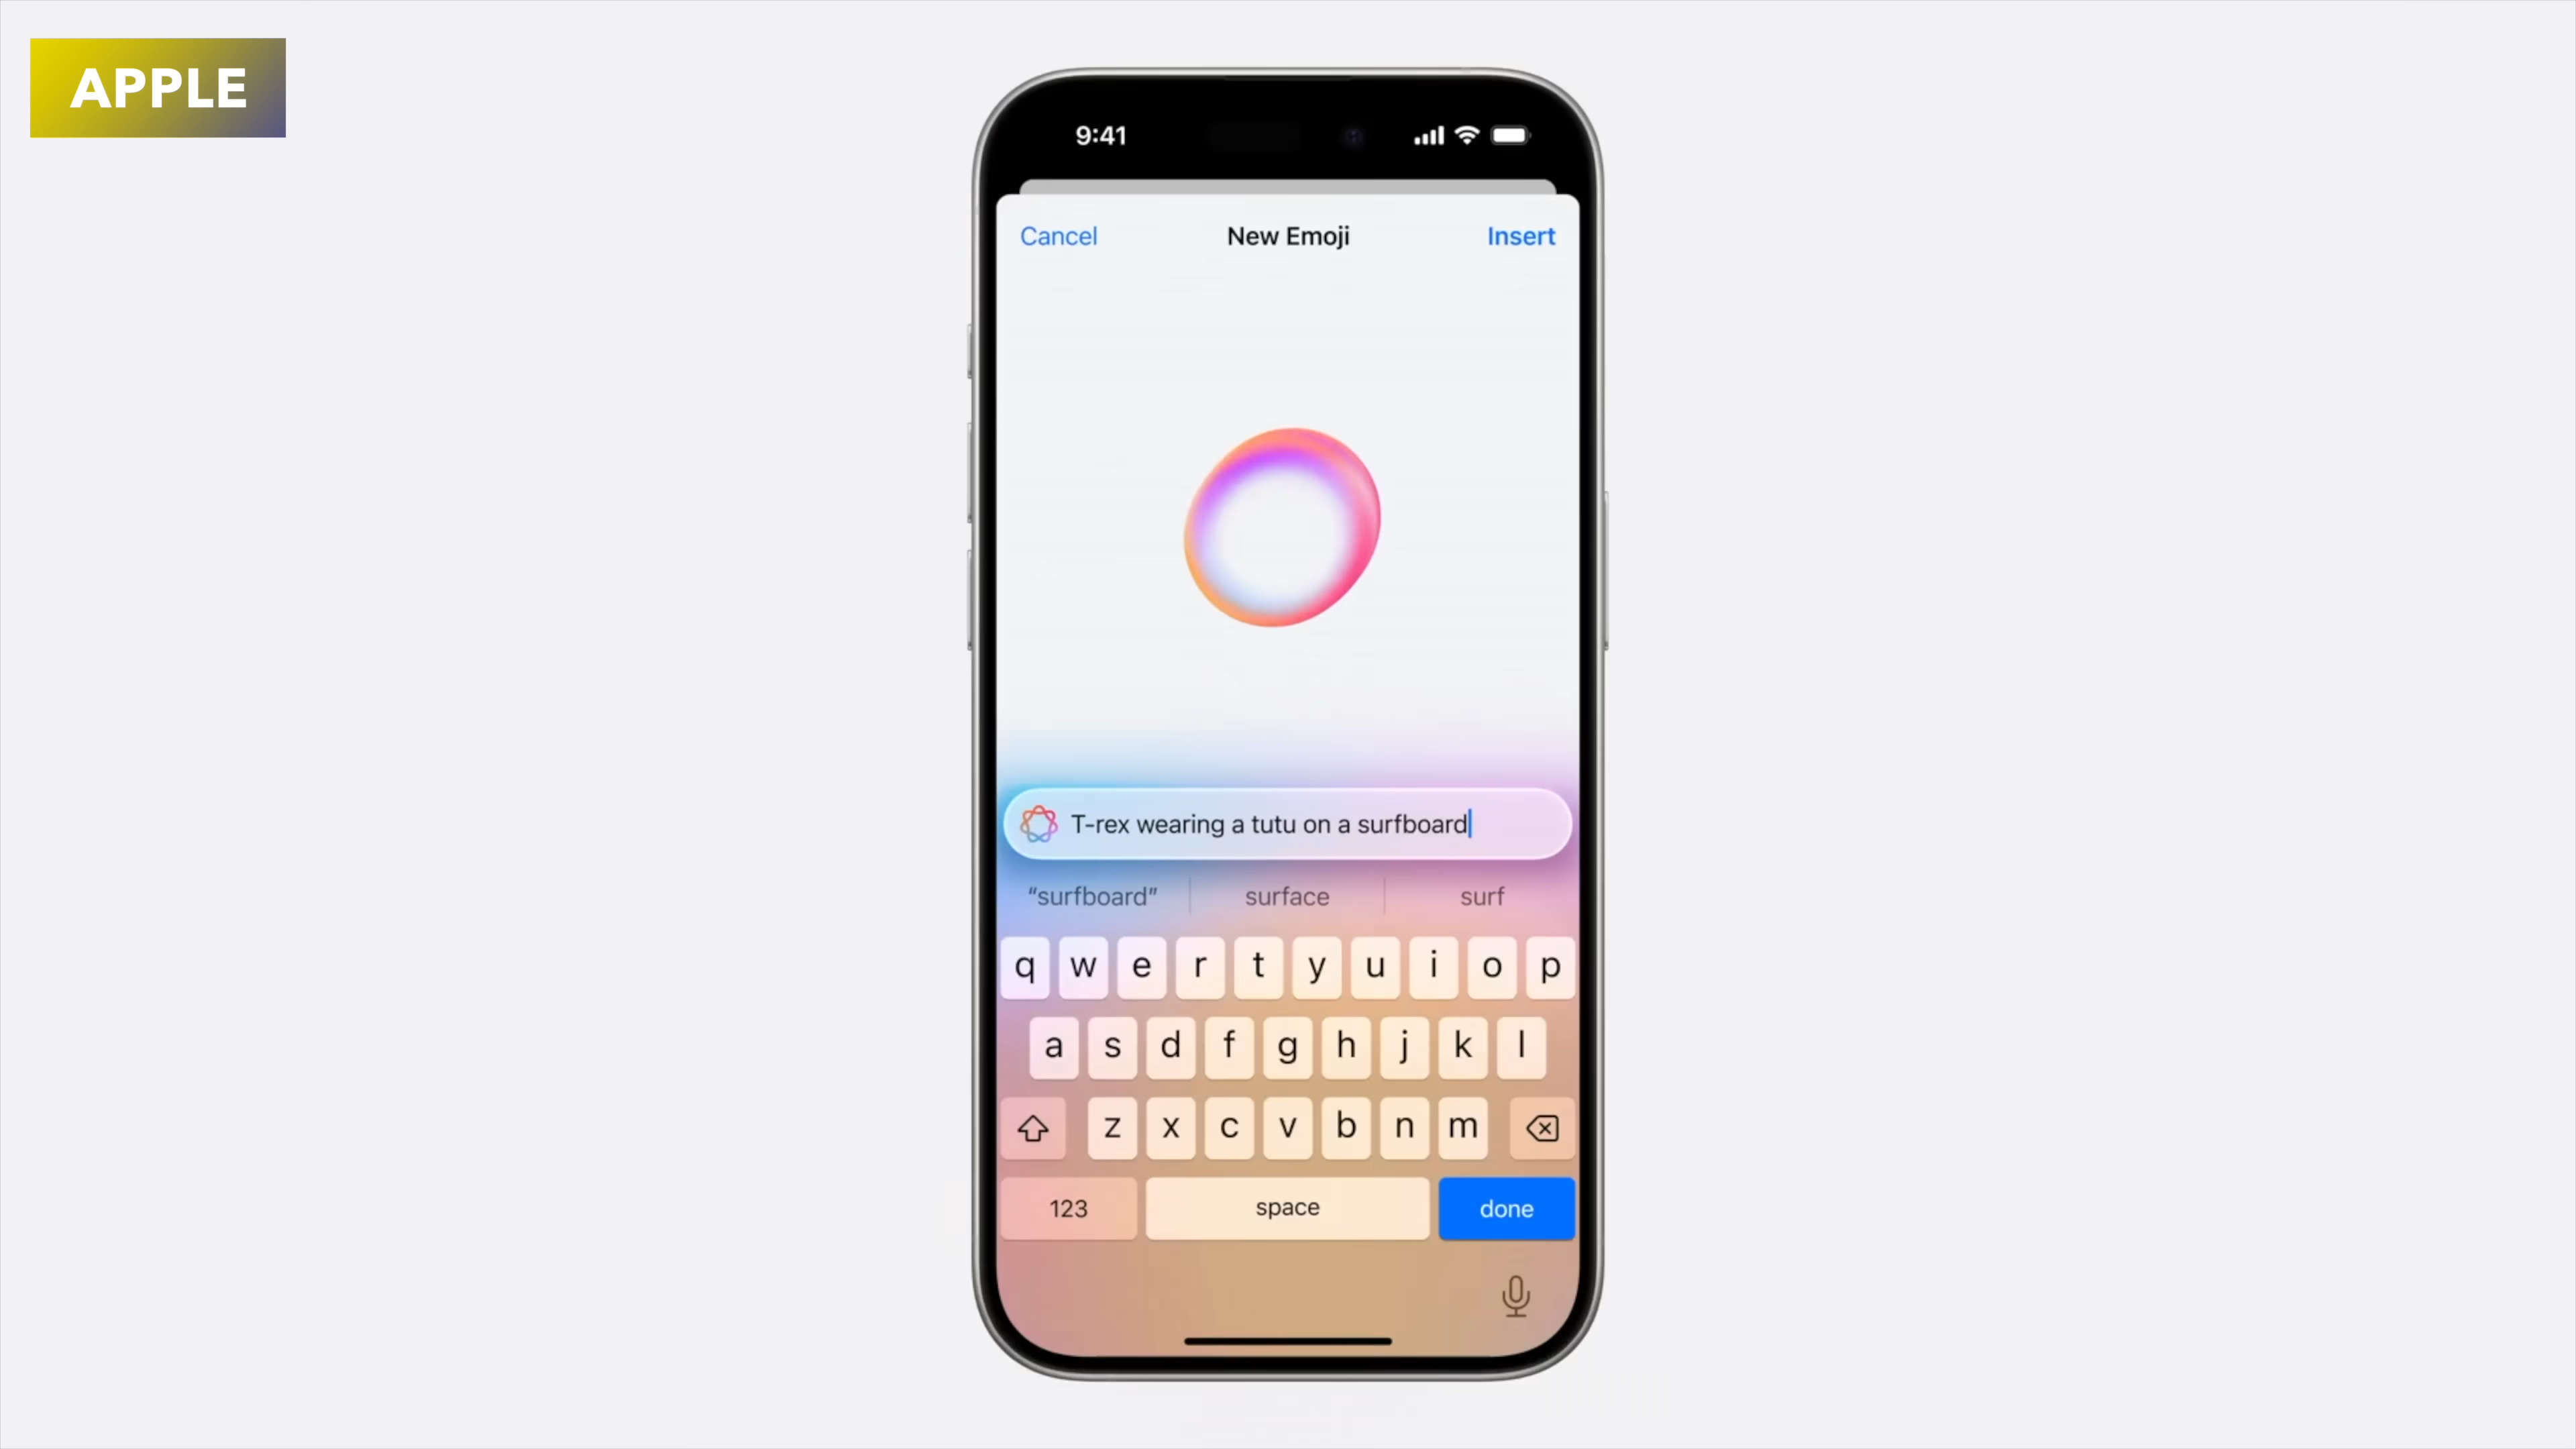 APPLE
9:41
Cancel New Emoji Insert
T-rex wearing a tutu on a surfboard
“surfboard” surface surf
q w e r t y u i o p
a s d f g h j k l
z x c v b n m
123 space done